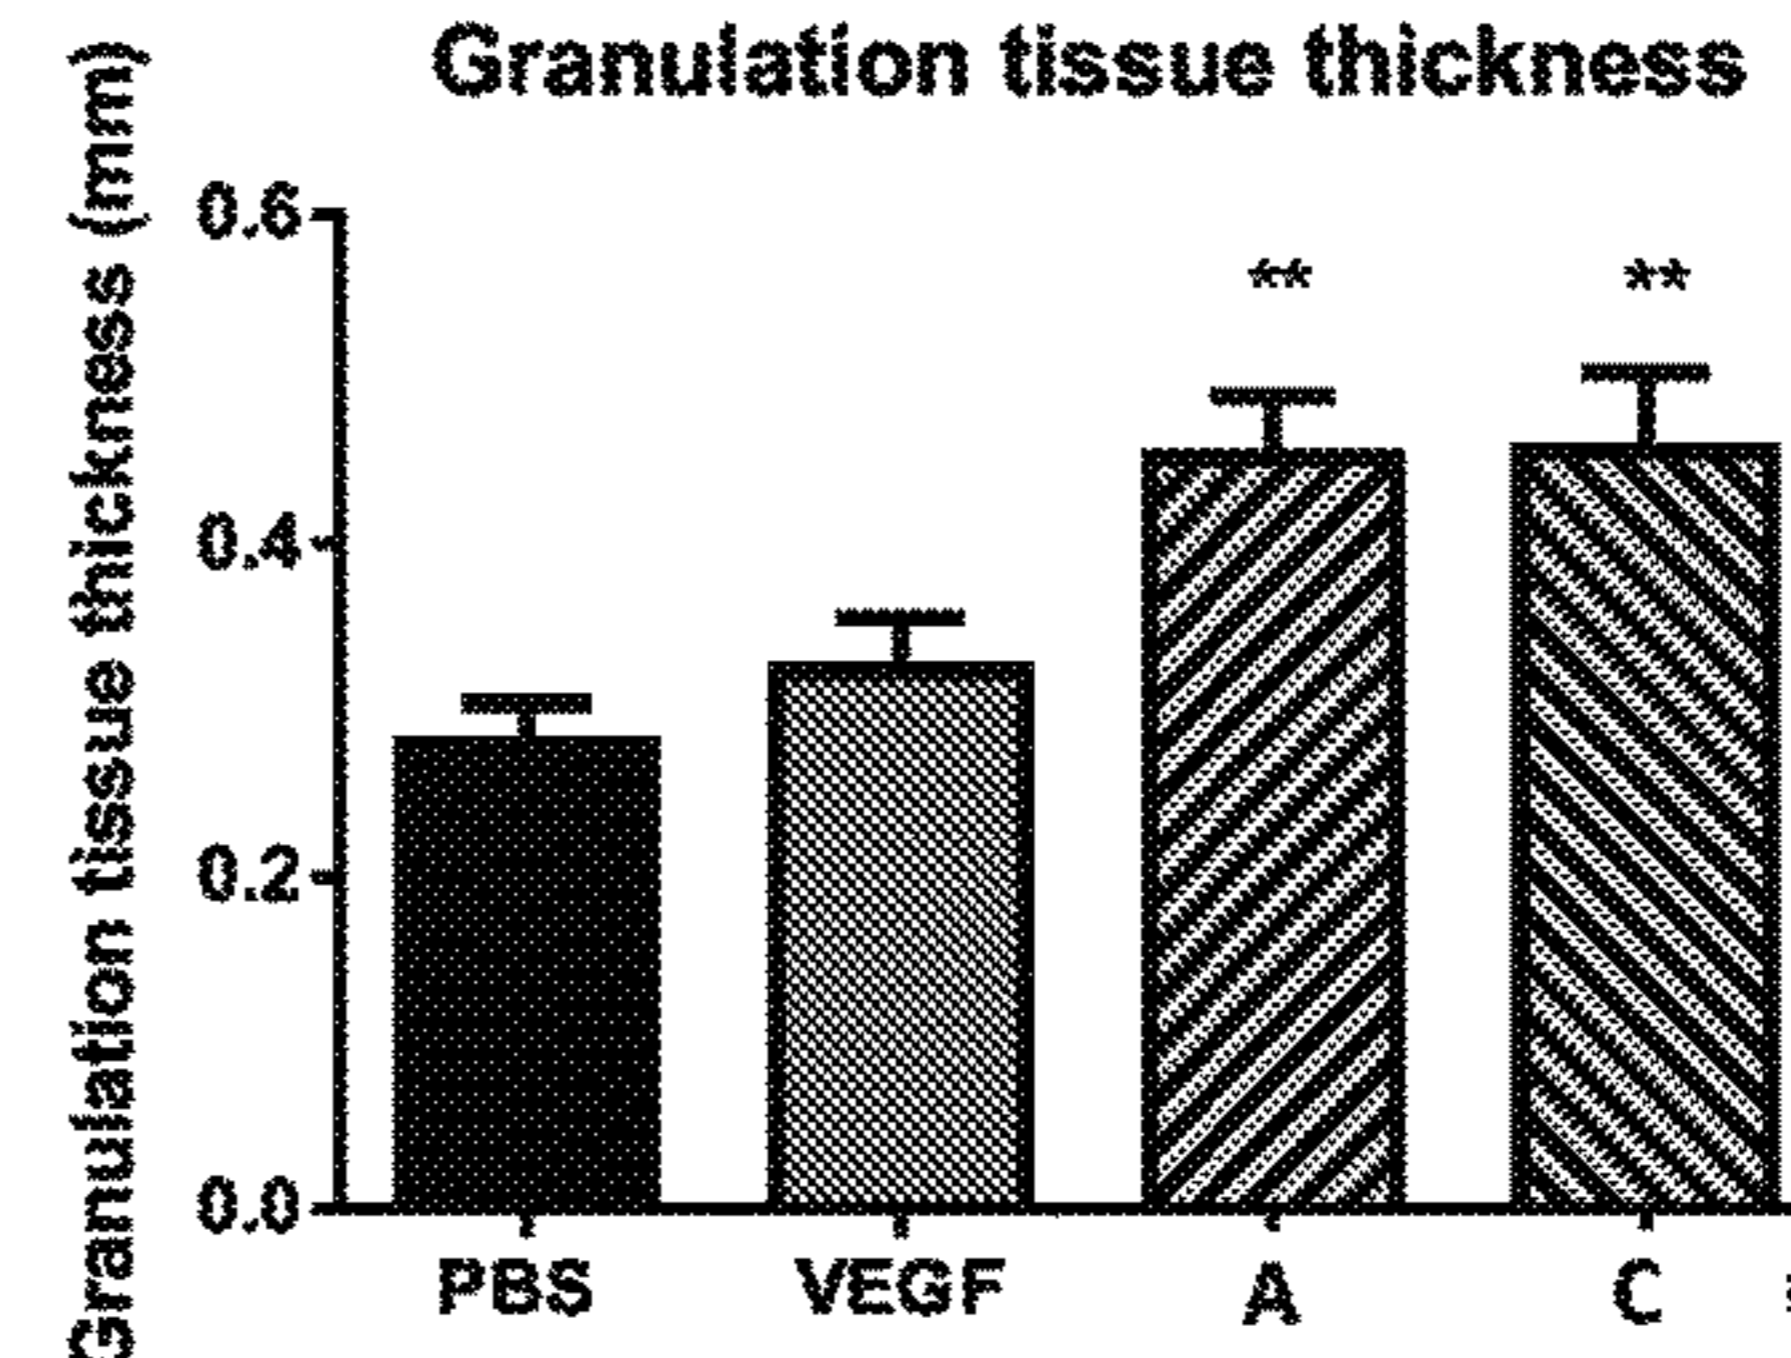 Granulation tissue thickness
Granulation tissue thickness (mm)
0.6
**
**
0.4
0.2
0.0
PBS
VEGF
A
C